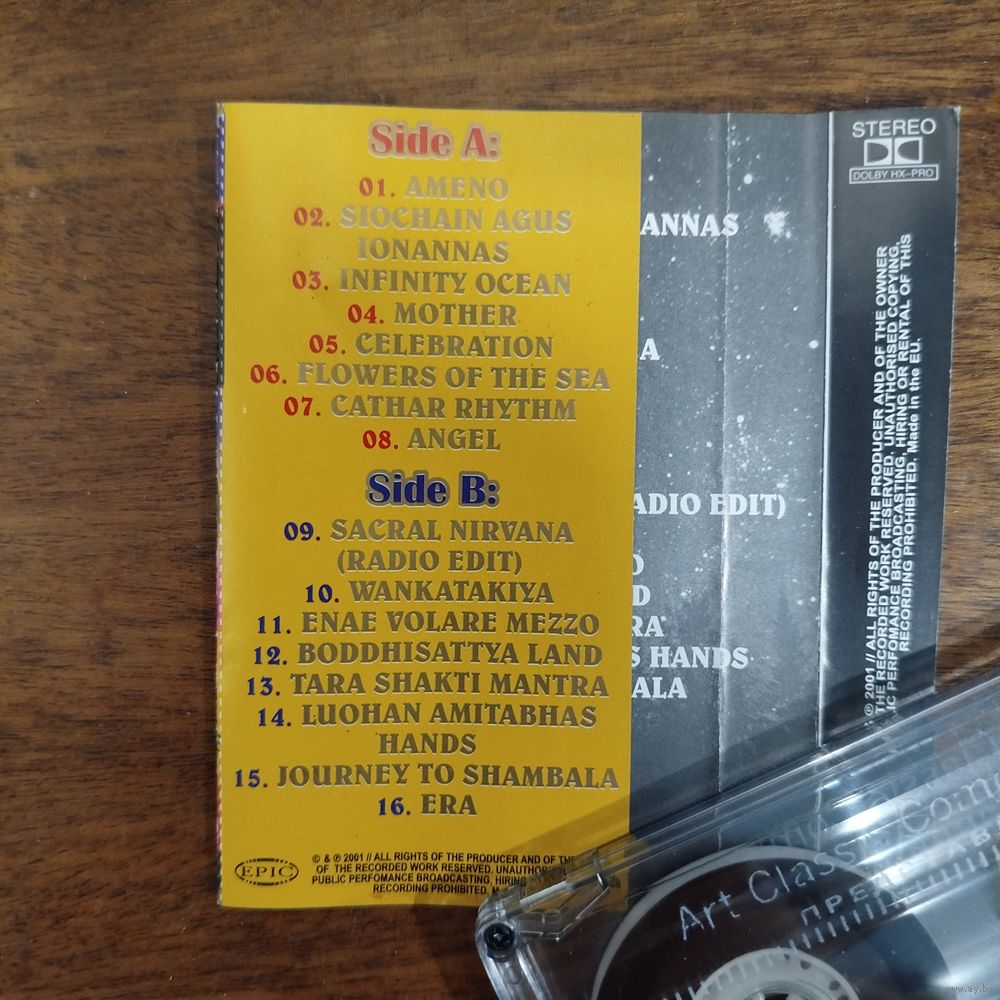 Side A:
01. AMENO
02. SIOCHAIN AGUS
IONANNAS
03. INFINITY OCEAN
04. MOTHER
05. CELEBRATION
06. FLOWERS OF THE SEA
07. CATHAR RHYTHM
08. ANGEL
Side B:
09. SACRAL NIRVANA
(RADIO EDIT)
10. WANKATAKIYA
11. ENAE VOLARE MEZZO
12. BODDHISATTYA LAND
13. TARA SHAKTI MANTRA
14. LUOHAN AMITABHAS
HANDS
15. JOURNEY TO SHAMBALA
16. ERA
EPIC
© & ℗ 2001 // ALL RIGHTS OF THE PRODUCER AND OF THE
OF THE RECORDED WORK RESERVED. UNAUTHORI
PUBLIC PERFOMANCE BROADCASTING, HIRING
RECORDING PROHIBITED. M
ANNAS
A
ADIO EDIT)
O
D
RA
S HANDS
ALA
STEREO
DOLBY HX-PRO
℗ 2001 // ALL RIGHTS OF THE PRODUCER AND OF THE OWNER
THE RECORDED WORK RESERVED. UNAUTHORISED COPYING,
IC PERFOMANCE BROADCASTING, HIRING OR RENTAL OF THIS
RECORDING PROHIBITED. Made in the EU.
Art Classic Com
www.ay.by